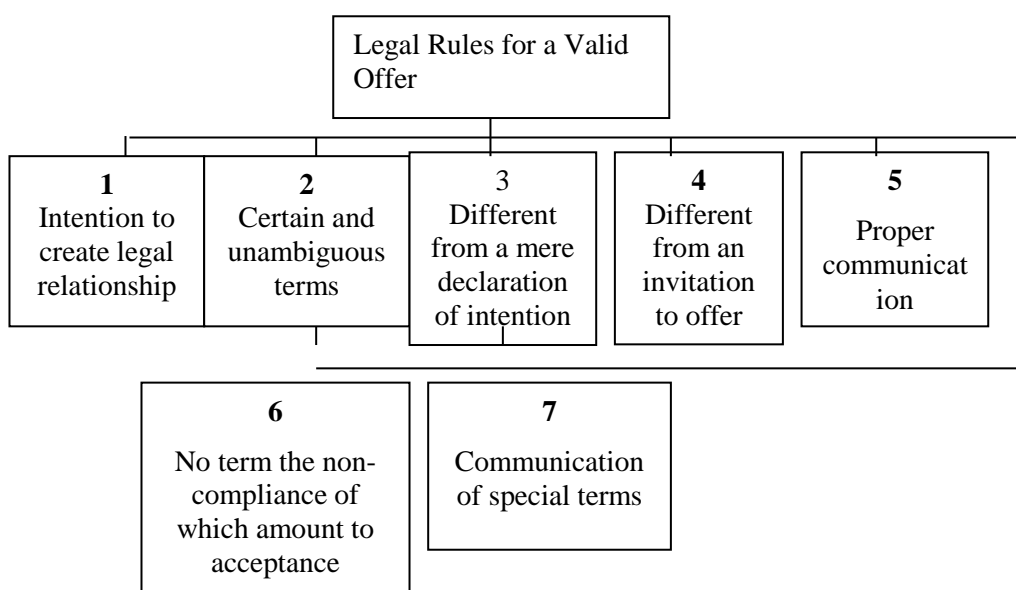 Legal Rules for a Valid
Offer
1
Intention to
create legal
relationship
2
Certain and
unambiguous
terms
3
Different
from a mere
declaration
of intention
4
Different
from an
invitation
to offer
5
Proper
communicat
ion
6
No term the non-
compliance of
which amount to
acceptance
7
Communication
of special terms